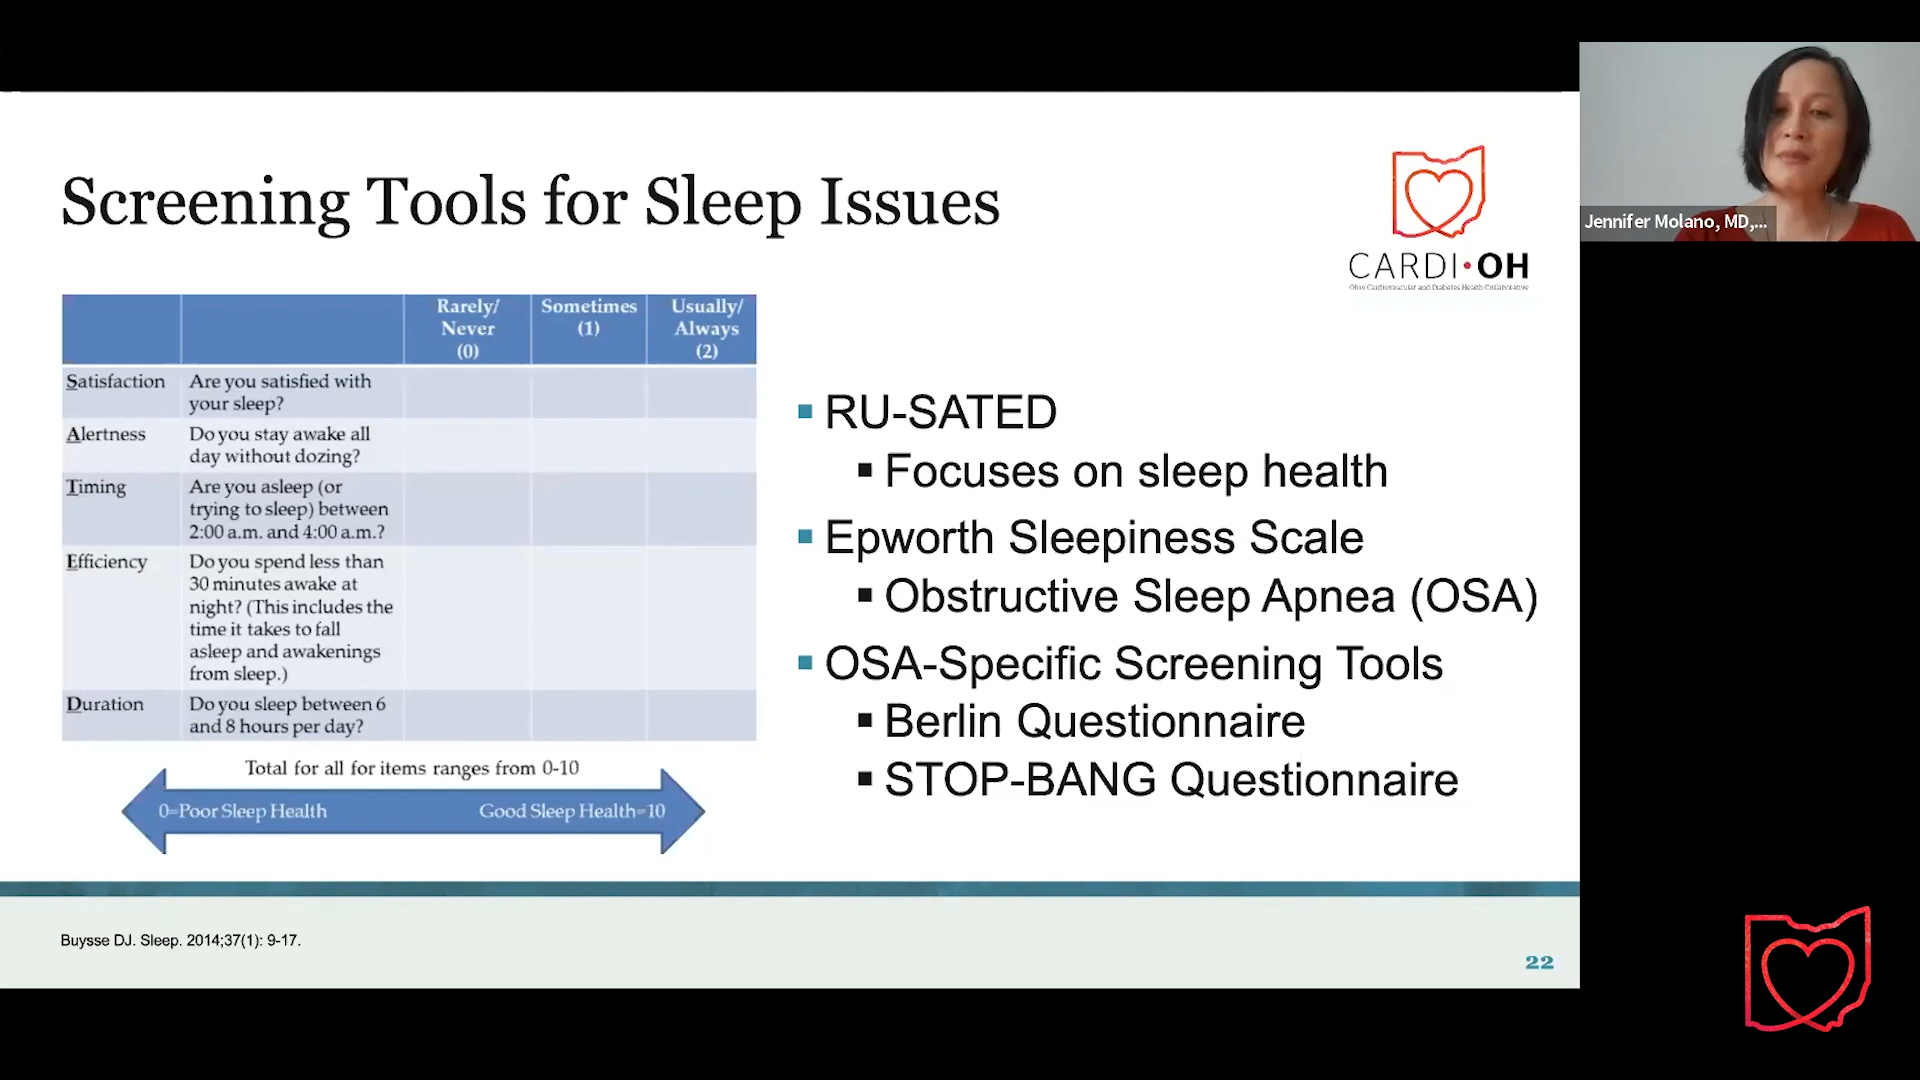 Screening Tools for Sleep Issues
CARDI•OH
Ohio Cardiovascular and Diabetes Health Collaborative
Jennifer Molano, MD,...
Rarely/
Never
(0)
Sometimes
(1)
Usually/
Always
(2)
Satisfaction
Are you satisfied with
your sleep?
Alertness
Do you stay awake all
day without dozing?
Timing
Are you asleep (or
trying to sleep) between
2:00 a.m. and 4:00 a.m.?
Efficiency
Do you spend less than
30 minutes awake at
night? (This includes the
time it takes to fall
asleep and awakenings
from sleep.)
Duration
Do you sleep between 6
and 8 hours per day?
Total for all for items ranges from 0-10
0=Poor Sleep Health
Good Sleep Health=10
▪ RU-SATED
▪ Focuses on sleep health
▪ Epworth Sleepiness Scale
▪ Obstructive Sleep Apnea (OSA)
▪ OSA-Specific Screening Tools
▪ Berlin Questionnaire
▪ STOP-BANG Questionnaire
Buysse DJ. Sleep. 2014;37(1): 9-17.
22